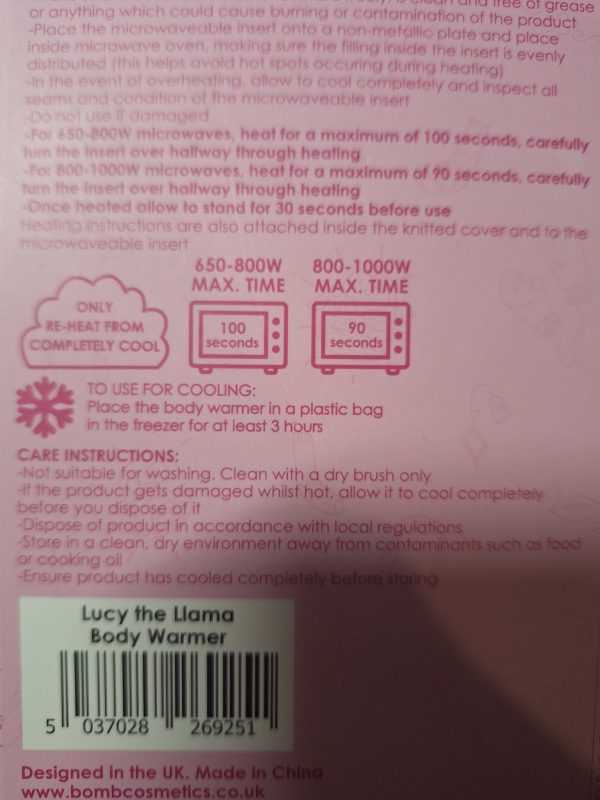 is clean and free of grease
or anything which could cause burning or contamination of the product
-Place the microwaveable insert onto a non-metallic plate and place
inside microwave oven, making sure the filling inside the insert is evenly
distributed (this helps avoid hot spots occuring during heating)
-In the event of overheating, allow to cool completely and inspect all
seams and condition of the microwaveable insert
-Do not use if damaged
-For 650-800W microwaves, heat for a maximum of 100 seconds, carefully
turn the insert over halfway through heating
-For 800-1000W microwaves, heat for a maximum of 90 seconds, carefully
turn the insert over halfway through heating
-Once heated allow to stand for 30 seconds before use
Heating instructions are also attached inside the knitted cover and to the
microwaveable insert
ONLY
RE-HEAT FROM
COMPLETELY COOL
650-800W
MAX. TIME
100
seconds
800-1000W
MAX. TIME
90
seconds
TO USE FOR COOLING:
Place the body warmer in a plastic bag
in the freezer for at least 3 hours
CARE INSTRUCTIONS:
-Not suitable for washing. Clean with a dry brush only
-If the product gets damaged whilst hot, allow it to cool completely
before you dispose of it
-Dispose of product in accordance with local regulations
-Store in a clean, dry environment away from contaminants such as food
or cooking oil
-Ensure product has cooled completely before storing
Lucy the Llama
Body Warmer
5 037028 269251
Designed in the UK. Made in China
www.bombcosmetics.co.uk